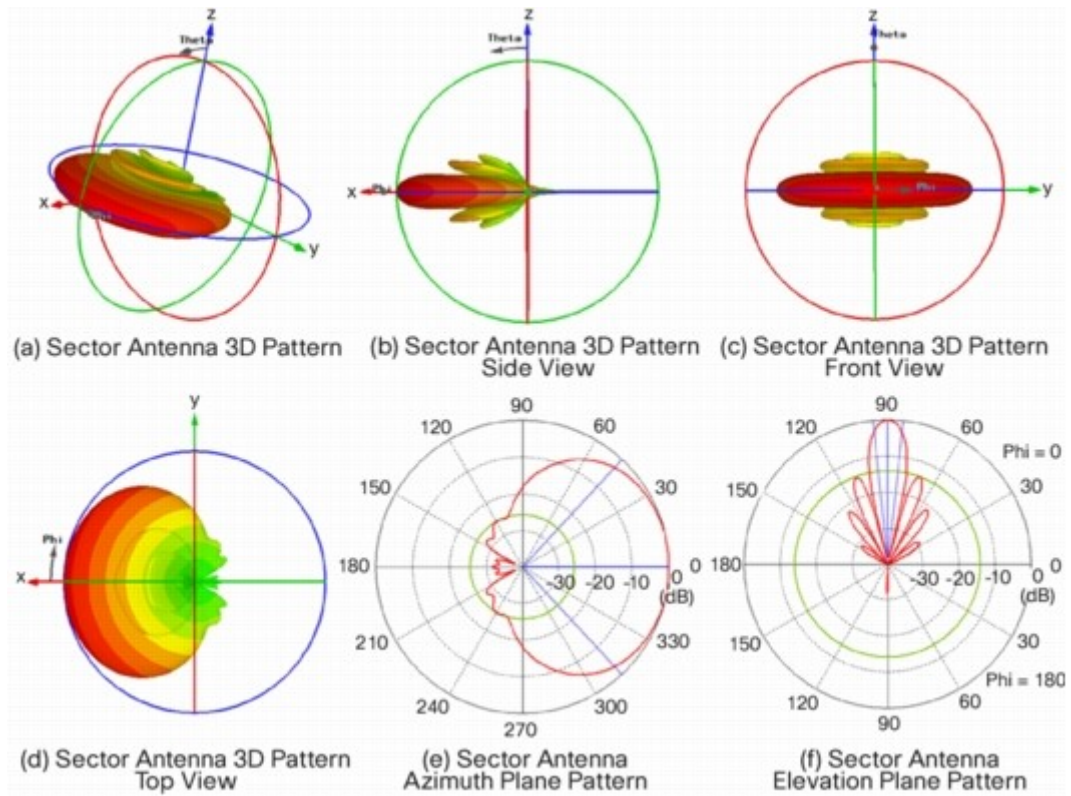 z
Theta
x
Phi
y
(a) Sector Antenna 3D Pattern
z
Theta
x
Phi
(b) Sector Antenna 3D Pattern
Side View
z
Theta
Phi
y
(c) Sector Antenna 3D Pattern
Front View
y
Phi
x
(d) Sector Antenna 3D Pattern
Top View
90
120
60
150
30
180
-30
-20
-10
0
0
(dB)
210
330
240
300
270
(e) Sector Antenna
Azimuth Plane Pattern
90
120
60
Phi = 0
150
30
180
-30
-20
-10
0
0
(dB)
150
30
Phi = 180
120
60
90
(f) Sector Antenna
Elevation Plane Pattern